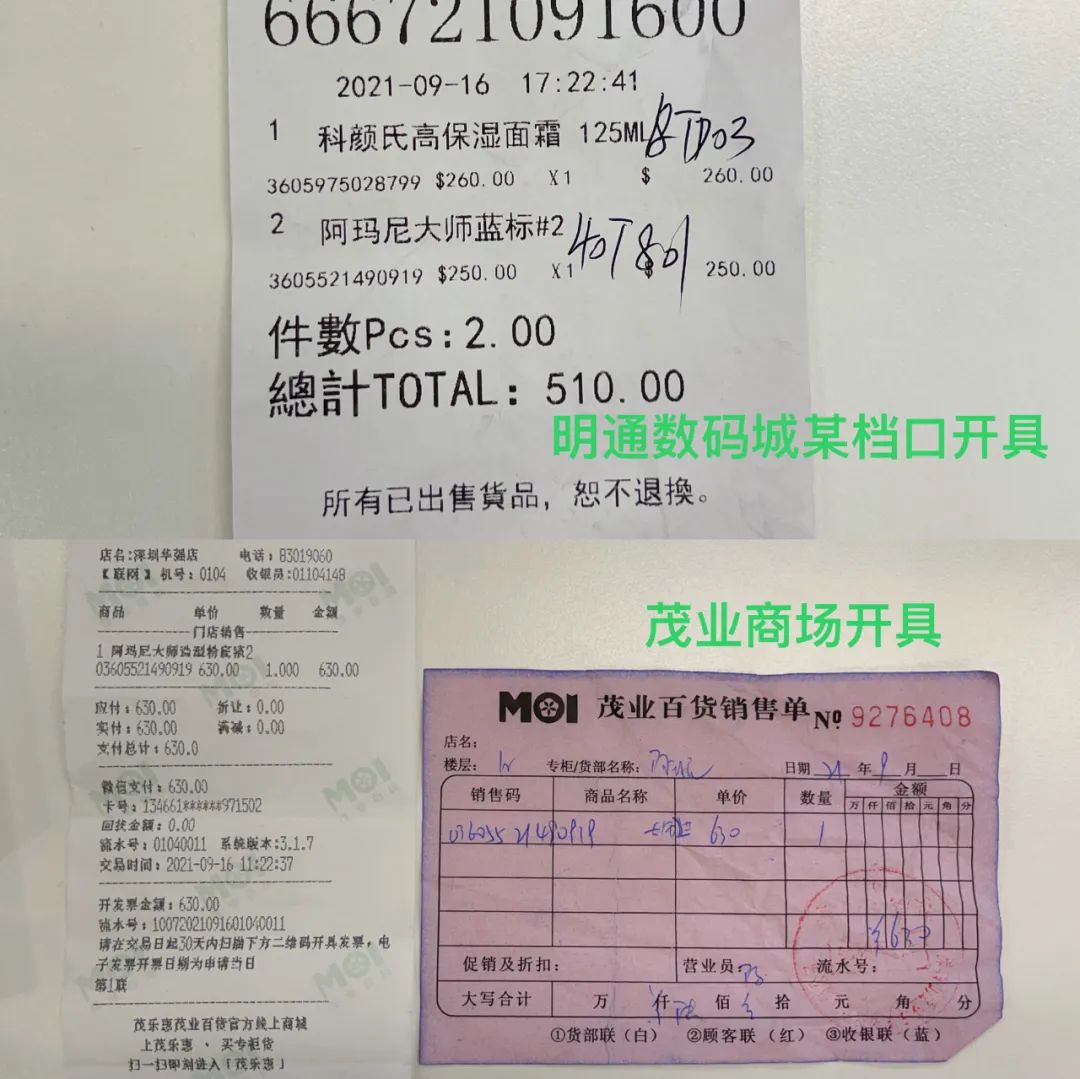 666721091600
2021-09-16 17:22:41
1 科颜氏高保湿面霜 125ML 8TD03
3605975028799 $260.00 X1 $ 260.00
2 阿玛尼大师蓝标#2 40T801
3605521490919 $250.00 X1 $ 250.00
件數Pcs:2.00
總計TOTAL: 510.00
明通数码城某档口开具
所有已出售貨品，恕不退換。
店名:深圳华强店 电话:83019060
【联网】机号:0104 收银员:01104148
商品 单价 数量 金额
门店销售
1 阿玛尼大师造型粉底液2
03605521490919 630.00 1.000 630.00
应付:630.00 折让:0.00
实付:630.00 满减:0.00
支付总计:630.0
微信支付:630.00
卡号:134661******971502
回找金额:0.00
流水号:01040011 系统版本:3.1.7
交易时间:2021-09-16 11:22:37
开发票金额:630.00
流水号:10072021091601040011
请在交易日起30天内扫描下方二维码开具发票，电
子发票开票日期为申请当日
第1联
茂乐惠茂业百货官方线上商城
上茂乐惠·买专柜货
扫一扫即刻进入「茂乐惠」
茂业商场开具
MOI 茂业百货销售单 № 9276408
店名:
楼层: 专柜/货部名称: 日期 21 年 9 月 日
销售码 商品名称 单价 数量 金额
万 仟 佰 拾 元 角 分
03605521490919 630 1
¥630
促销及折扣: 营业员: 流水号:
大写合计 万 仟 佰 拾 元 角 分
①货部联（白） ②顾客联（红） ③收银联（蓝）